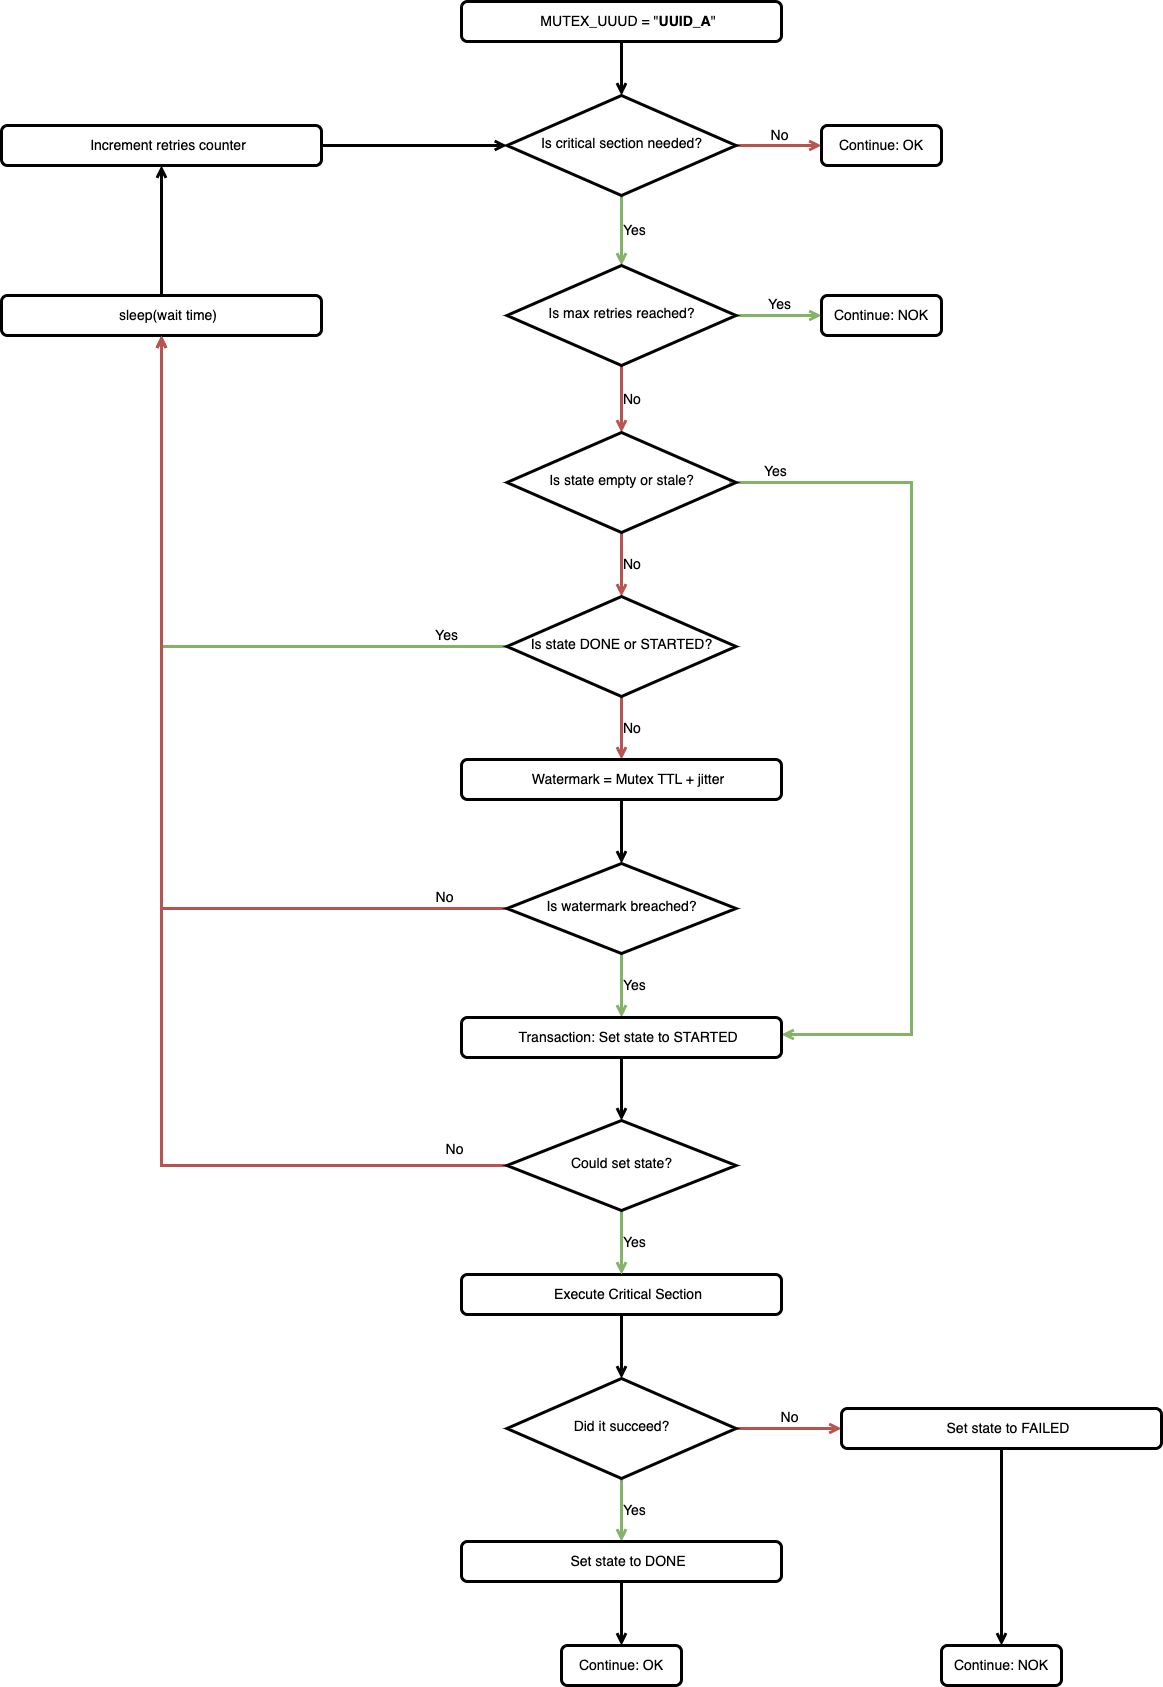 MUTEX_UUUD = "UUID_A"
Increment retries counter
Is critical section needed?
No
Continue: OK
Yes
sleep(wait time)
Is max retries reached?
Yes
Continue: NOK
No
Is state empty or stale?
Yes
No
Yes
Is state DONE or STARTED?
No
Watermark = Mutex TTL + jitter
No
Is watermark breached?
Yes
Transaction: Set state to STARTED
No
Could set state?
Yes
Execute Critical Section
Did it succeed?
No
Set state to FAILED
Yes
Set state to DONE
Continue: OK
Continue: NOK